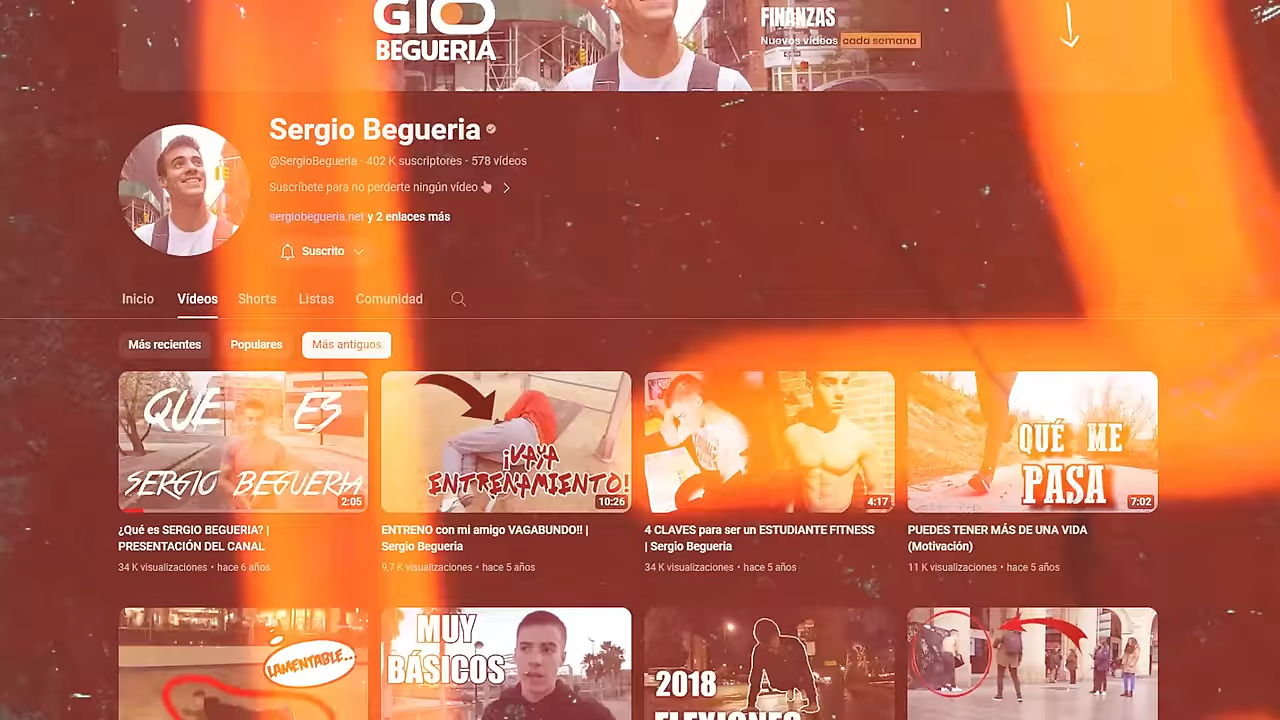 GIO
BEGUERIA
FINANZAS
Nuevos vídeos cada semana
Sergio Begueria
@SergioBegueria · 402 K suscriptores · 578 vídeos
Suscríbete para no perderte ningún vídeo
sergiobegueria.net y 2 enlaces más
Suscrito
Inicio Vídeos Shorts Listas Comunidad
Más recientes Populares Más antiguos
QUÉ ES
SERGIO BEGUERIA
2:05
¡VAYA
ENTRENAMIENTO!
10:26
4:17
QUÉ ME
PASA
7:02
¿Qué es SERGIO BEGUERIA? |
PRESENTACIÓN DEL CANAL
34 K visualizaciones • hace 6 años
ENTRENO con mi amigo VAGABUNDO!! |
Sergio Begueria
9,7 K visualizaciones • hace 5 años
4 CLAVES para ser un ESTUDIANTE FITNESS
| Sergio Begueria
34 K visualizaciones • hace 5 años
PUEDES TENER MÁS DE UNA VIDA
(Motivación)
11 K visualizaciones • hace 5 años
LAMENTABLE...
MUY
BÁSICOS
2018
FLEXIONES